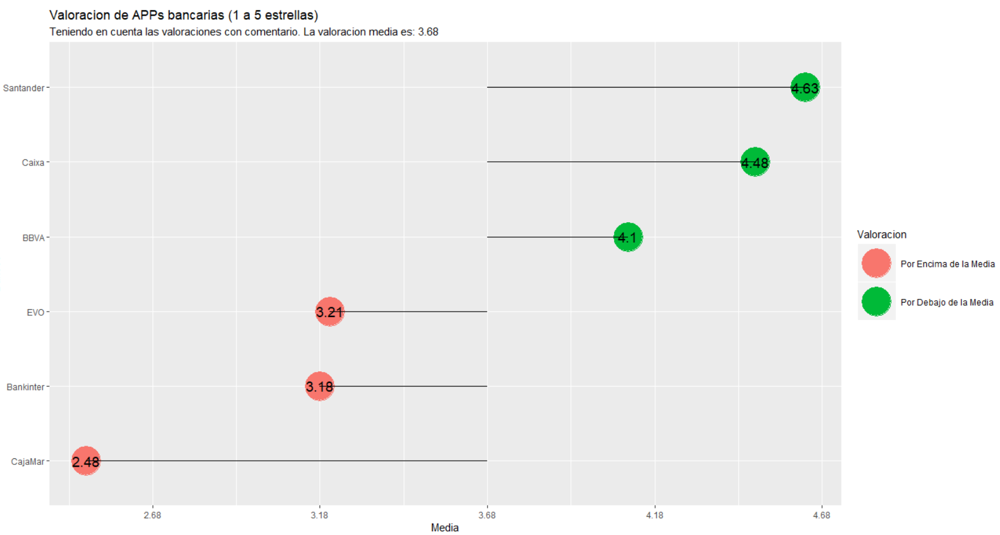 Valoracion de APPs bancarias (1 a 5 estrellas)
Teniendo en cuenta las valoraciones con comentario. La valoracion media es: 3.68
Santander
4.63
Caixa
4.48
BBVA
4.1
EVO
3.21
Bankinter
3.18
CajaMar
2.48
2.68
3.18
3.68
4.18
4.68
Media
Valoracion
Por Encima de la Media
Por Debajo de la Media